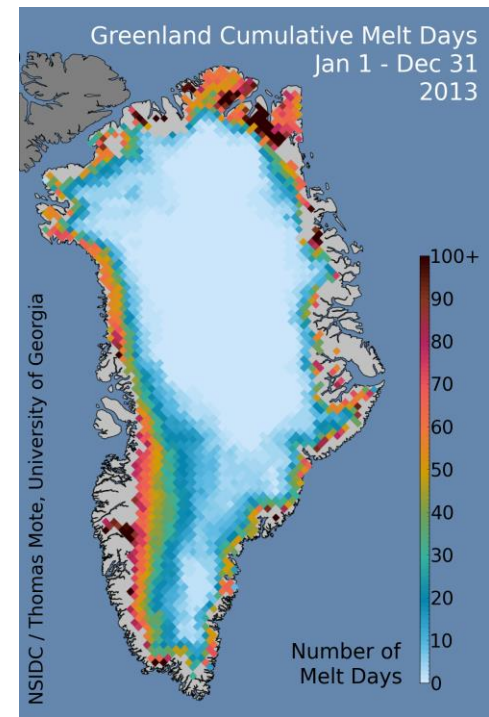 Greenland Cumulative Melt Days
Jan 1 - Dec 31
2013
100+
90
80
70
60
50
40
30
20
10
0
Number of
Melt Days
NSIDC / Thomas Mote, University of Georgia